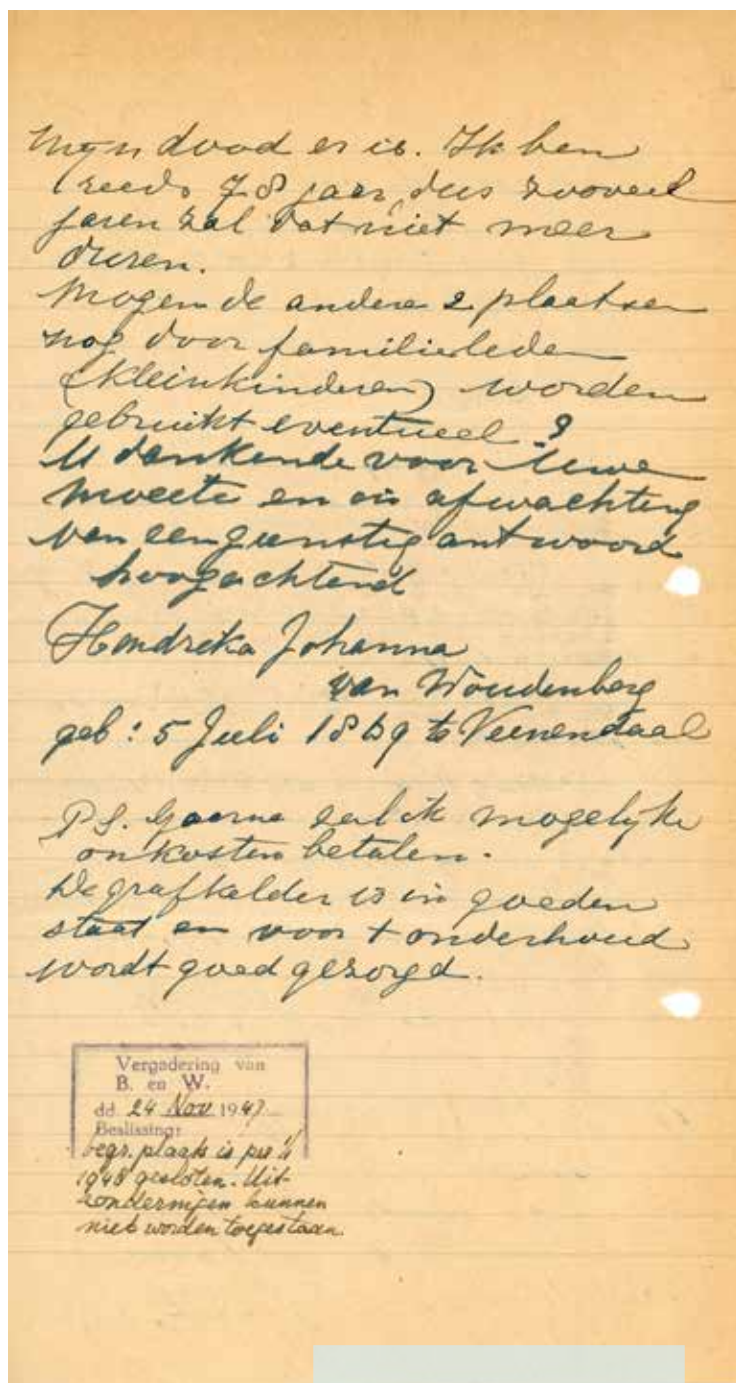 Mijn dood er is. Ik ben
reeds 78 jaar, dus zooveel
jaren zal dat niet meer
duren.
Mogen de andere 2 plaatsen
nog door familieleden
(kleinkinderen) worden
gebruikt eventueel?
U dankende voor Uwe
moeite en in afwachting
van een gunstig antwoord
hoogachtend
Hendrika Johanna
van Woudenberg
geb: 5 Juli 1869 te Veenendaal
P.S. Gaarne zal ik mogelijke
onkosten betalen.
De grafkelder is in goeden
staat en voor 't onderhoud
wordt goed gezorgd.
Vergadering van
B. en W.
dd. 24 Nov 1947
Beslissing:
begr. plaats is per 1/1
1948 gesloten. Uit-
zonderingen kunnen
niet worden toegestaan.